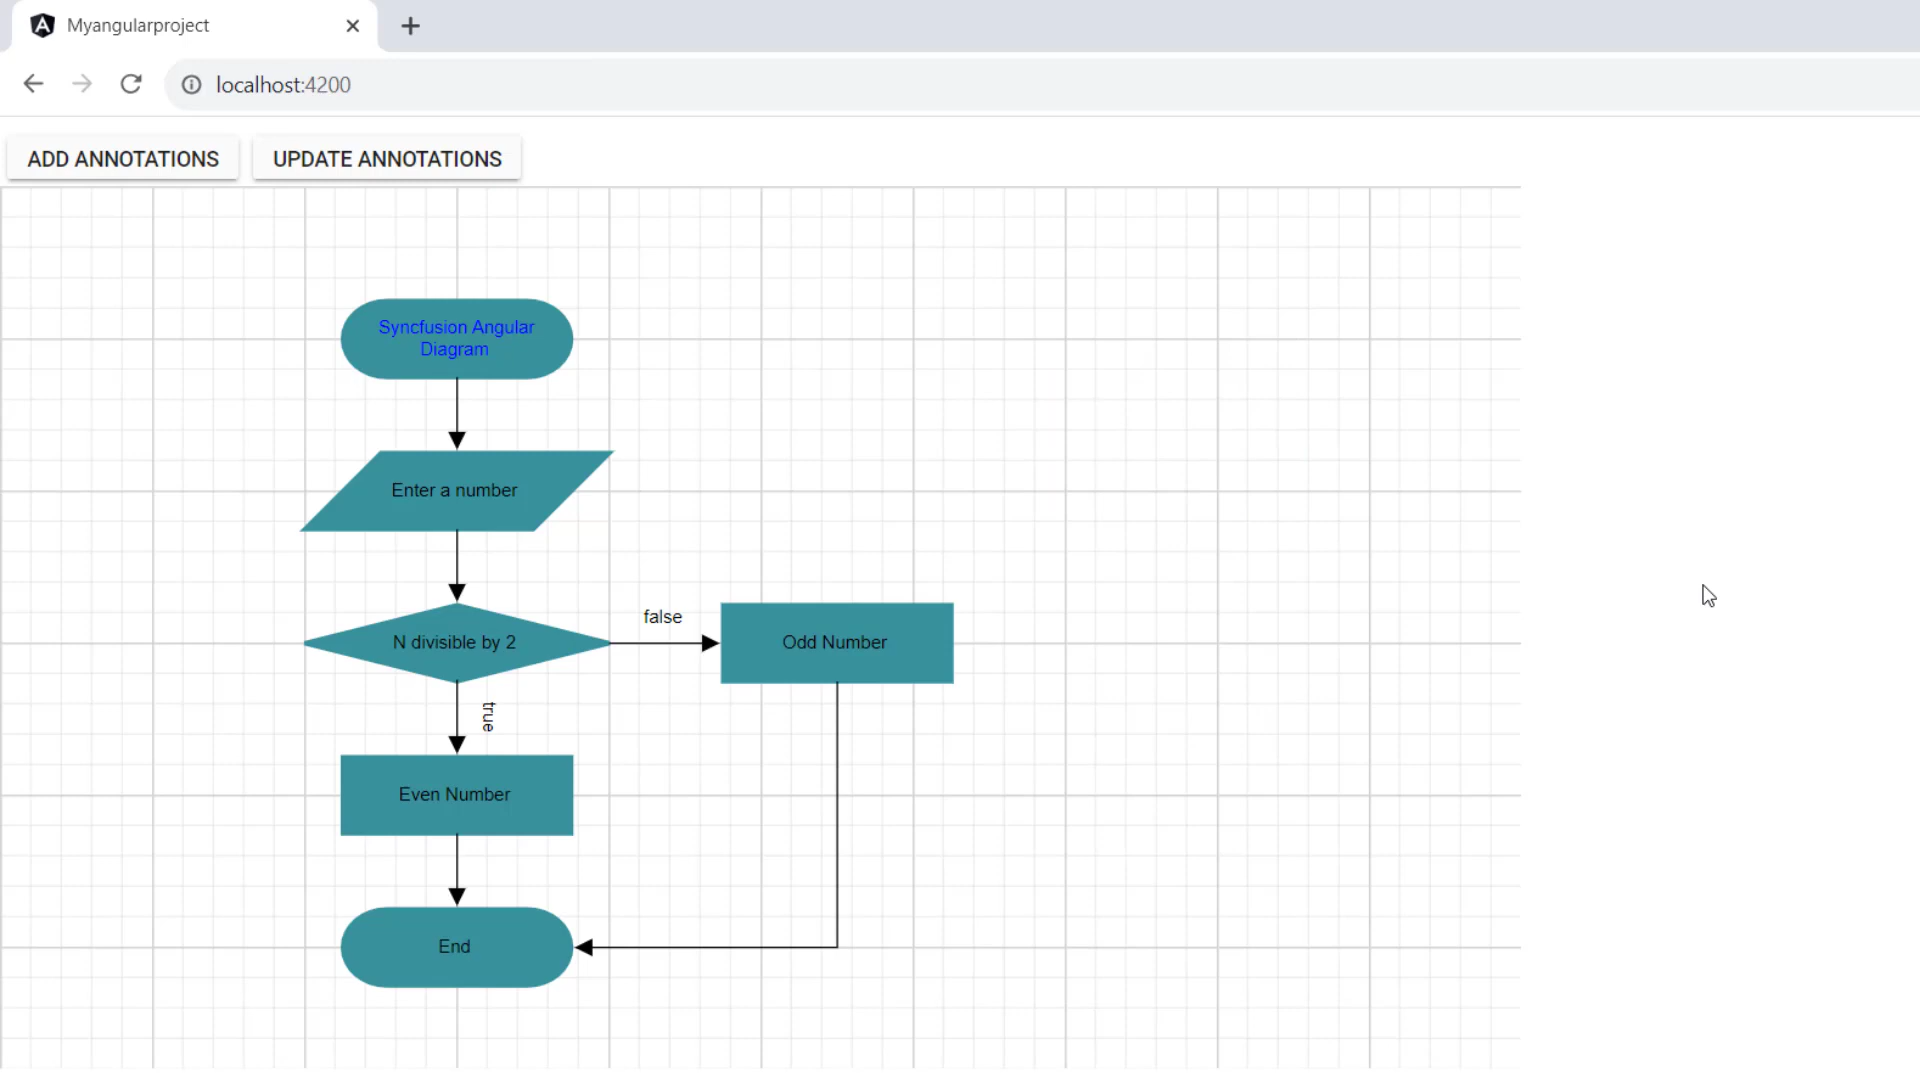 Myangularproject
localhost:4200
ADD ANNOTATIONS
UPDATE ANNOTATIONS
Syncfusion Angular
Diagram
Enter a number
N divisible by 2
false
Odd Number
true
Even Number
End